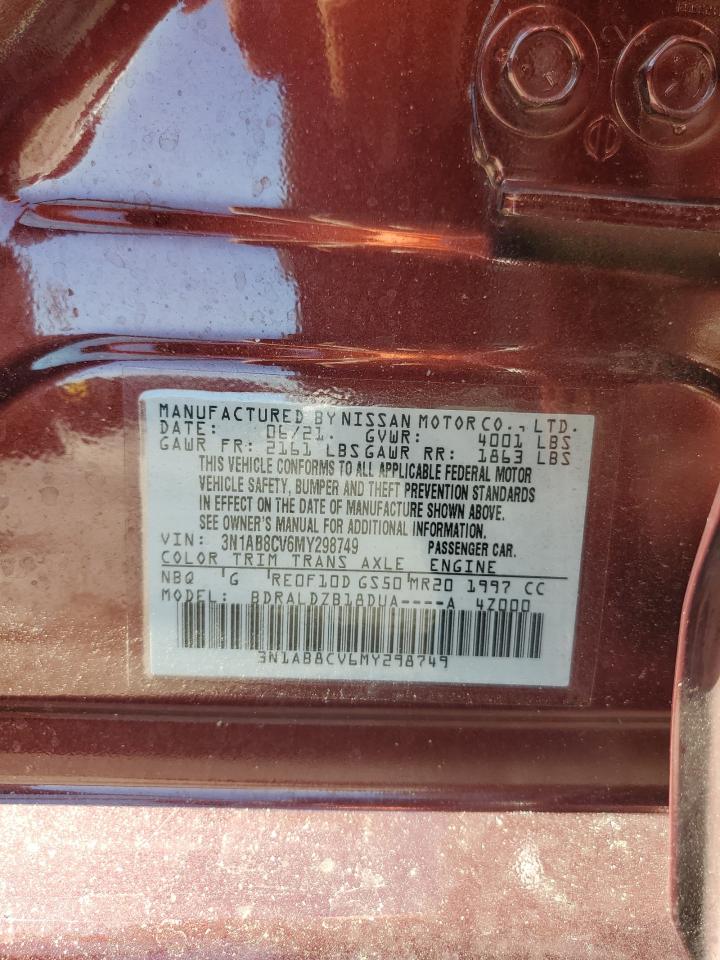 12
MANUFACTURED BY NISSAN MOTOR CO., LTD.
DATE: 06/21. GVWR: 4001 LBS
GAWR FR: 2161 LBS GAWR RR: 1863 LBS
THIS VEHICLE CONFORMS TO ALL APPLICABLE FEDERAL MOTOR
VEHICLE SAFETY, BUMPER AND THEFT PREVENTION STANDARDS
IN EFFECT ON THE DATE OF MANUFACTURE SHOWN ABOVE.
SEE OWNER'S MANUAL FOR ADDITIONAL INFORMATION.
VIN: 3N1AB8CV6MY298749 PASSENGER CAR.
COLOR TRIM TRANS AXLE ENGINE
NBQ 'G 'RE0F10D GS50'MR20 1997 CC
MODEL: BDRALDZB18DUA----A 4Z000
3N1AB8CV6MY298749